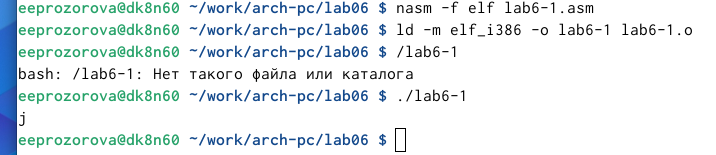 eeprozorova@dk8n60 ~/work/arch-pc/lab06 $ nasm -f elf lab6-1.asm
eeprozorova@dk8n60 ~/work/arch-pc/lab06 $ ld -m elf_i386 -o lab6-1 lab6-1.o
eeprozorova@dk8n60 ~/work/arch-pc/lab06 $ /lab6-1
bash: /lab6-1: Нет такого файла или каталога
eeprozorova@dk8n60 ~/work/arch-pc/lab06 $ ./lab6-1
j
eeprozorova@dk8n60 ~/work/arch-pc/lab06 $